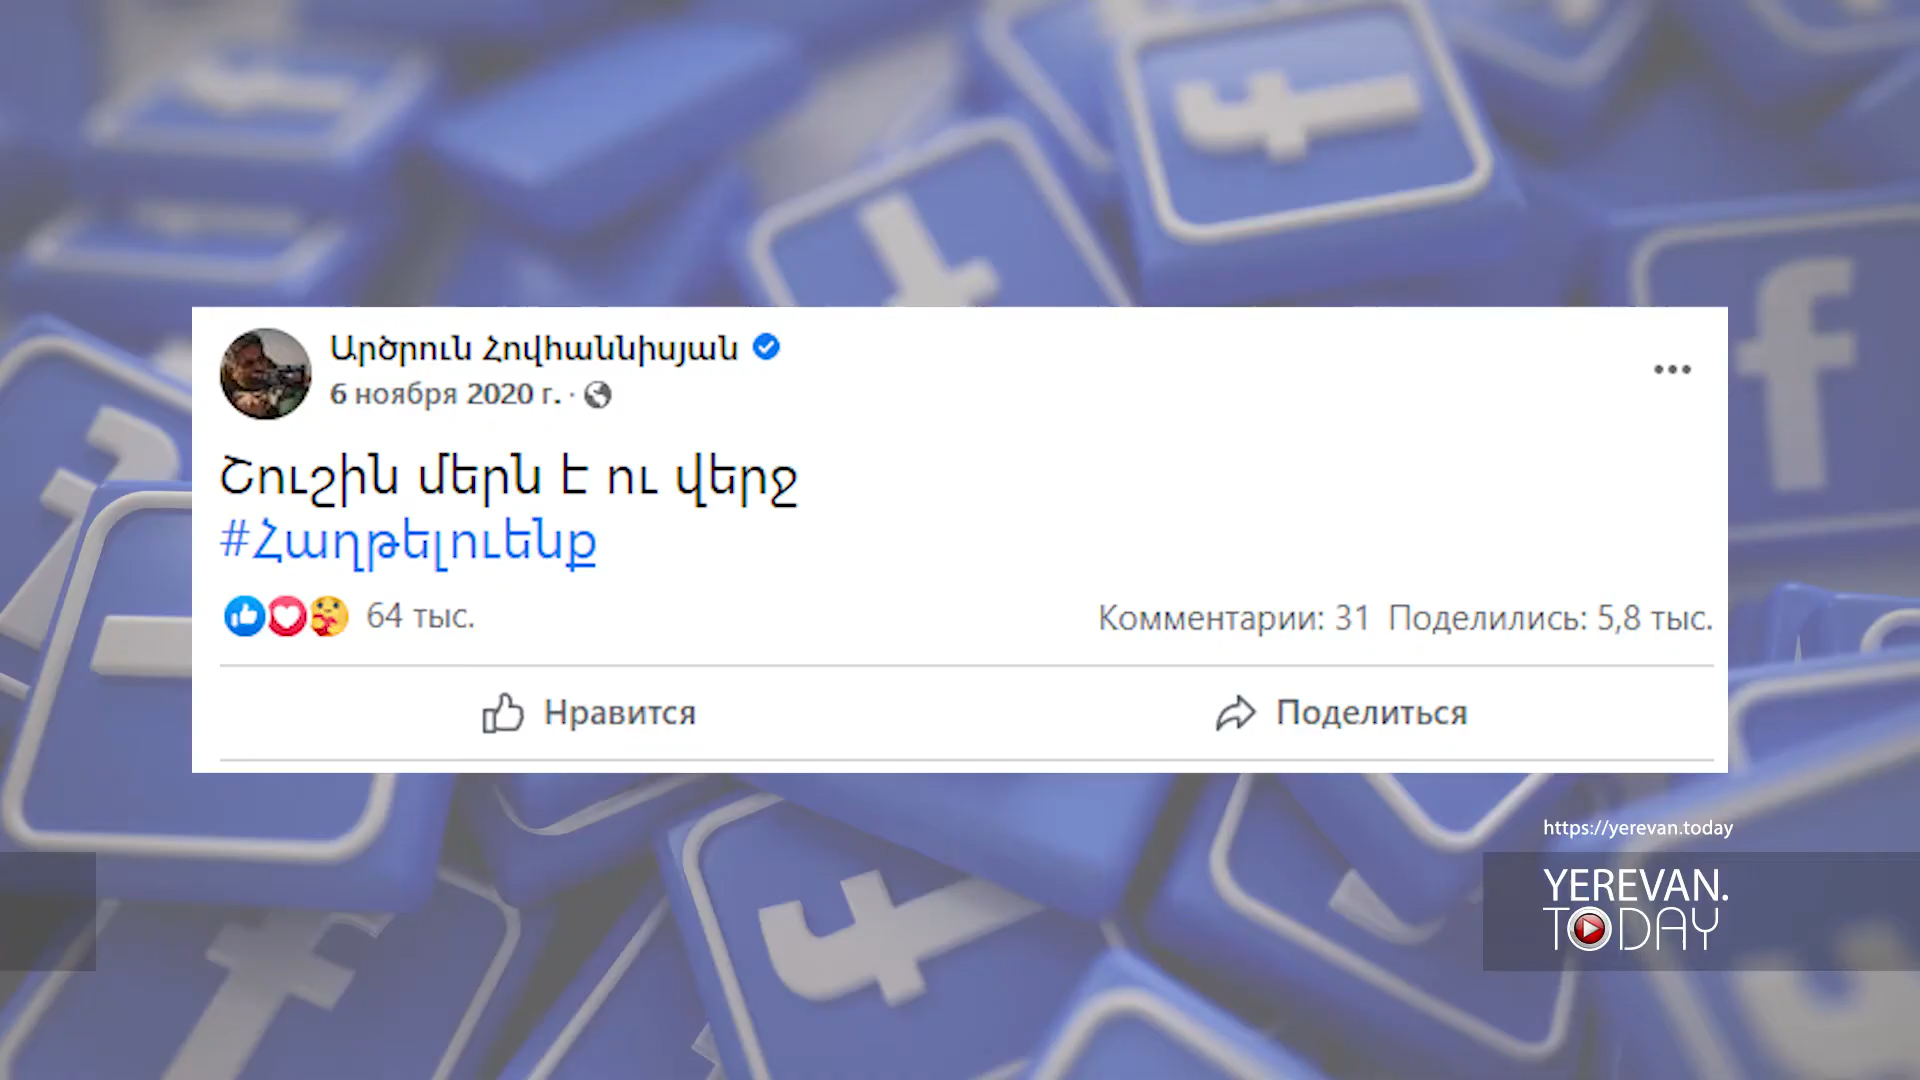 Արծրուն Հովհաննիսյան
6 ноября 2020 г. ·
Շուշին մերն է ու վերջ
#Հաղթելուենք
64 тыс.
Комментарии: 31 Поделились: 5,8 тыс.
Нравится
Поделиться
https://yerevan.today
YEREVAN.
TODAY